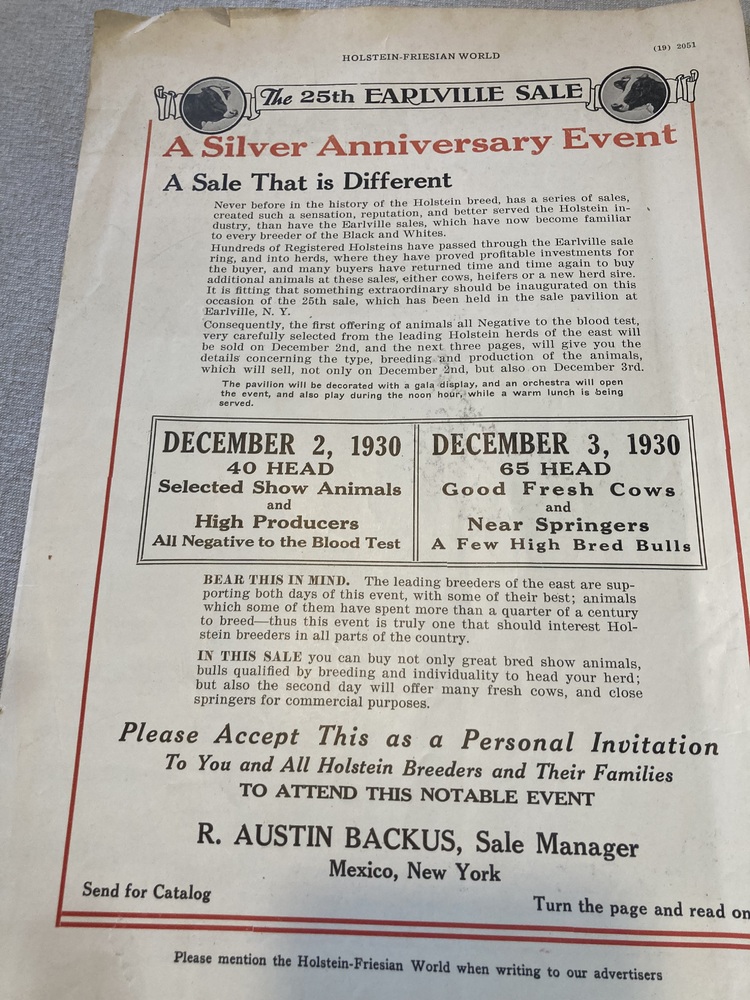 HOLSTEIN-FRIESIAN WORLD
(19) 2051
The 25th EARLVILLE SALE
A Silver Anniversary Event
A Sale That is Different
Never before in the history of the Holstein breed, has a series of sales,
created such a sensation, reputation, and better served the Holstein in-
dustry, than have the Earlville sales, which have now become familiar
to every breeder of the Black and Whites.
Hundreds of Registered Holsteins have passed through the Earlville sale
ring, and into herds, where they have proved profitable investments for
the buyer, and many buyers have returned time and time again to buy
additional animals at these sales, either cows, heifers or a new herd sire.
It is fitting that something extraordinary should be inaugurated on this
occasion of the 25th sale, which has been held in the sale pavilion at
Earlville, N. Y.
Consequently, the first offering of animals all Negative to the blood test,
very carefully selected from the leading Holstein herds of the east will
be sold on December 2nd, and the next three pages, will give you the
details concerning the type, breeding and production of the animals,
which will sell, not only on December 2nd, but also on December 3rd.
The pavilion will be decorated with a gala display, and an orchestra will open
the event, and also play during the noon hour, while a warm lunch is being
served.
DECEMBER 2, 1930
40 HEAD
Selected Show Animals
and
High Producers
All Negative to the Blood Test
DECEMBER 3, 1930
65 HEAD
Good Fresh Cows
and
Near Springers
A Few High Bred Bulls
BEAR THIS IN MIND. The leading breeders of the east are sup-
porting both days of this event, with some of their best; animals
which some of them have spent more than a quarter of a century
to breed—thus this event is truly one that should interest Hol-
stein breeders in all parts of the country.
IN THIS SALE you can buy not only great bred show animals,
bulls qualified by breeding and individuality to head your herd;
but also the second day will offer many fresh cows, and close
springers for commercial purposes.
Please Accept This as a Personal Invitation
To You and All Holstein Breeders and Their Families
TO ATTEND THIS NOTABLE EVENT
R. AUSTIN BACKUS, Sale Manager
Mexico, New York
Send for Catalog
Turn the page and read on
Please mention the Holstein-Friesian World when writing to our advertisers